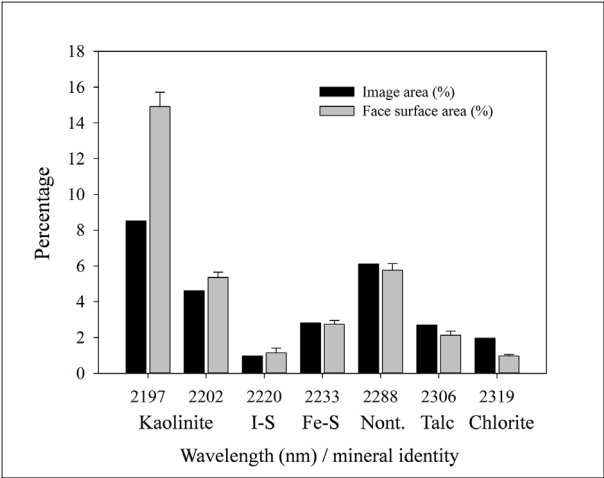 18
16
14
12
10
8
6
4
2
0
Percentage
Image area (%)
Face surface area (%)
2197 2202 2220 2233 2288 2306 2319
Kaolinite I-S Fe-S Nont. Talc Chlorite
Wavelength (nm) / mineral identity